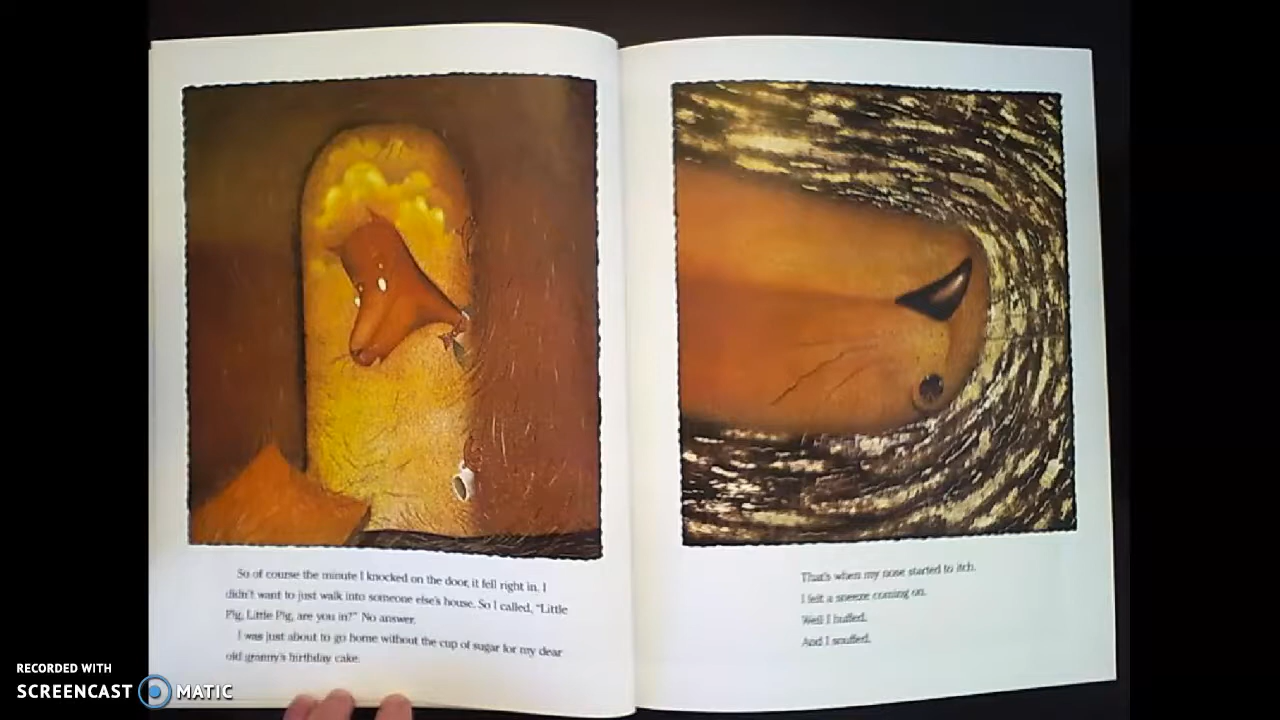 So of course the minute I knocked on the door, it fell right in. I
didn't want to just walk into someone else's house. So I called, "Little
Pig, Little Pig, are you in?" No answer.
I was just about to go home without the cup of sugar for my dear
old granny's birthday cake.
That's when my nose started to itch.
I felt a sneeze coming on.
Well I huffed.
And I snuffed.
RECORDED WITH
SCREENCAST MATIC